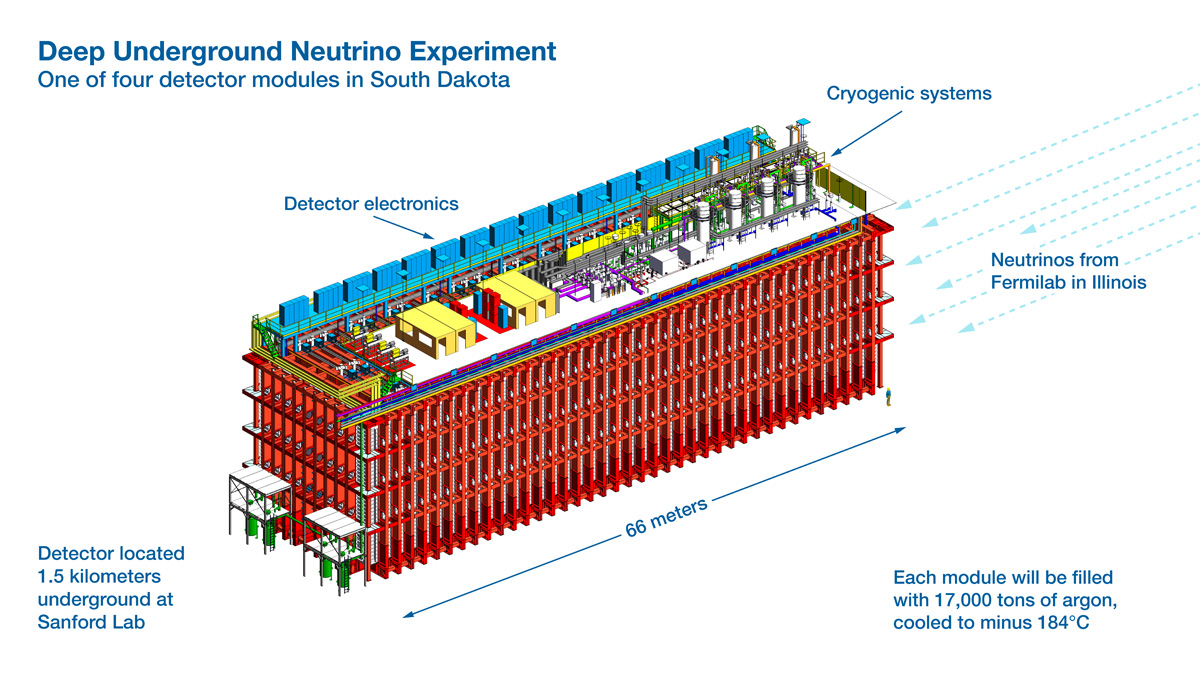 Deep Underground Neutrino Experiment
One of four detector modules in South Dakota
Cryogenic systems
Detector electronics
Neutrinos from
Fermilab in Illinois
66 meters
Detector located
1.5 kilometers
underground at
Sanford Lab
Each module will be filled
with 17,000 tons of argon,
cooled to minus 184°C